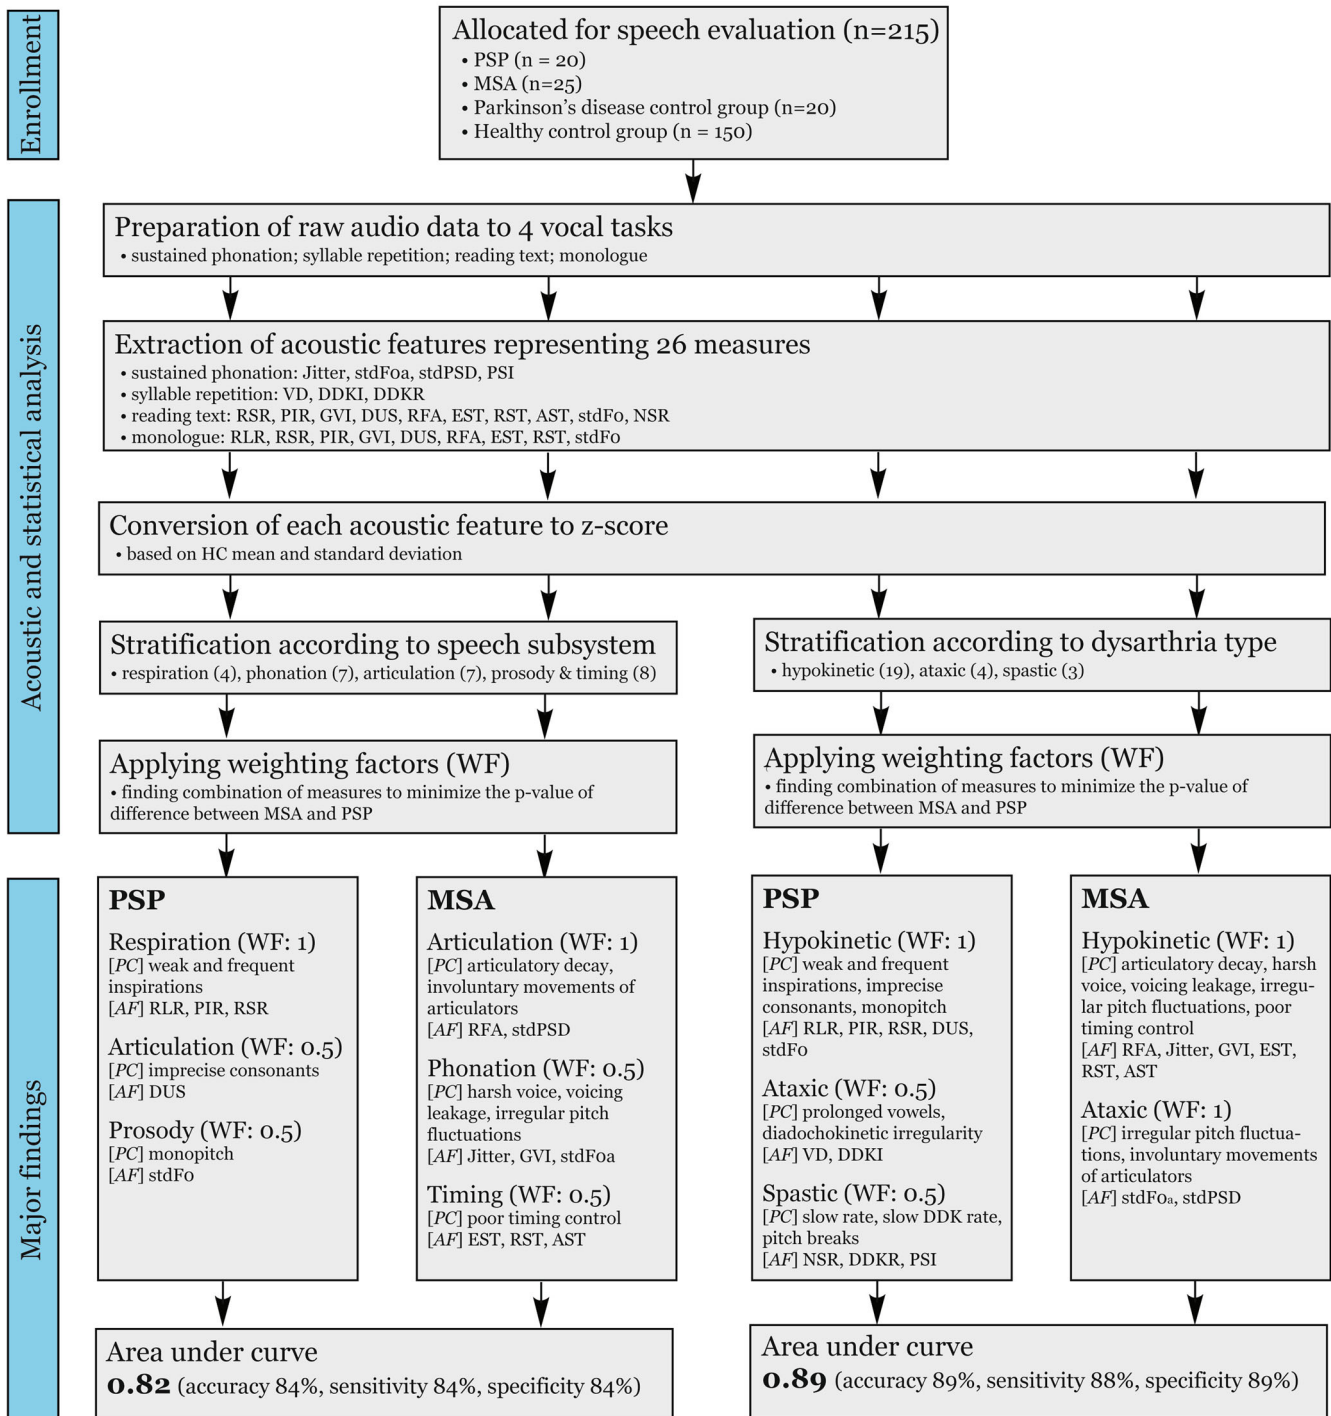 Enrollment
Allocated for speech evaluation (n=215)
• PSP (n = 20)
• MSA (n=25)
• Parkinson's disease control group (n=20)
• Healthy control group (n = 150)
Acoustic and statistical analysis
Preparation of raw audio data to 4 vocal tasks
• sustained phonation; syllable repetition; reading text; monologue
Extraction of acoustic features representing 26 measures
• sustained phonation: Jitter, stdF0a, stdPSD, PSI
• syllable repetition: VD, DDKI, DDKR
• reading text: RSR, PIR, GVI, DUS, RFA, EST, RST, AST, stdF0, NSR
• monologue: RLR, RSR, PIR, GVI, DUS, RFA, EST, RST, stdF0
Conversion of each acoustic feature to z-score
• based on HC mean and standard deviation
Stratification according to speech subsystem
• respiration (4), phonation (7), articulation (7), prosody & timing (8)
Stratification according to dysarthria type
• hypokinetic (19), ataxic (4), spastic (3)
Applying weighting factors (WF)
• finding combination of measures to minimize the p-value of
difference between MSA and PSP
Applying weighting factors (WF)
• finding combination of measures to minimize the p-value of
difference between MSA and PSP
Major findings
PSP
Respiration (WF: 1)
[PC] weak and frequent
inspirations
[AF] RLR, PIR, RSR
Articulation (WF: 0.5)
[PC] imprecise consonants
[AF] DUS
Prosody (WF: 0.5)
[PC] monopitch
[AF] stdF0
MSA
Articulation (WF: 1)
[PC] articulatory decay,
involuntary movements of
articulators
[AF] RFA, stdPSD
Phonation (WF: 0.5)
[PC] harsh voice, voicing
leakage, irregular pitch
fluctuations
[AF] Jitter, GVI, stdF0a
Timing (WF: 0.5)
[PC] poor timing control
[AF] EST, RST, AST
PSP
Hypokinetic (WF: 1)
[PC] weak and frequent
inspirations, imprecise
consonants, monopitch
[AF] RLR, PIR, RSR, DUS,
stdF0
Ataxic (WF: 0.5)
[PC] prolonged vowels,
diadochokinetic irregularity
[AF] VD, DDKI
Spastic (WF: 0.5)
[PC] slow rate, slow DDK rate,
pitch breaks
[AF] NSR, DDKR, PSI
MSA
Hypokinetic (WF: 1)
[PC] articulatory decay, harsh
voice, voicing leakage, irregu-
lar pitch fluctuations, poor
timing control
[AF] RFA, Jitter, GVI, EST,
RST, AST
Ataxic (WF: 1)
[PC] irregular pitch fluctua-
tions, involuntary movements
of articulators
[AF] stdF0a, stdPSD
Area under curve
0.82 (accuracy 84%, sensitivity 84%, specificity 84%)
Area under curve
0.89 (accuracy 89%, sensitivity 88%, specificity 89%)